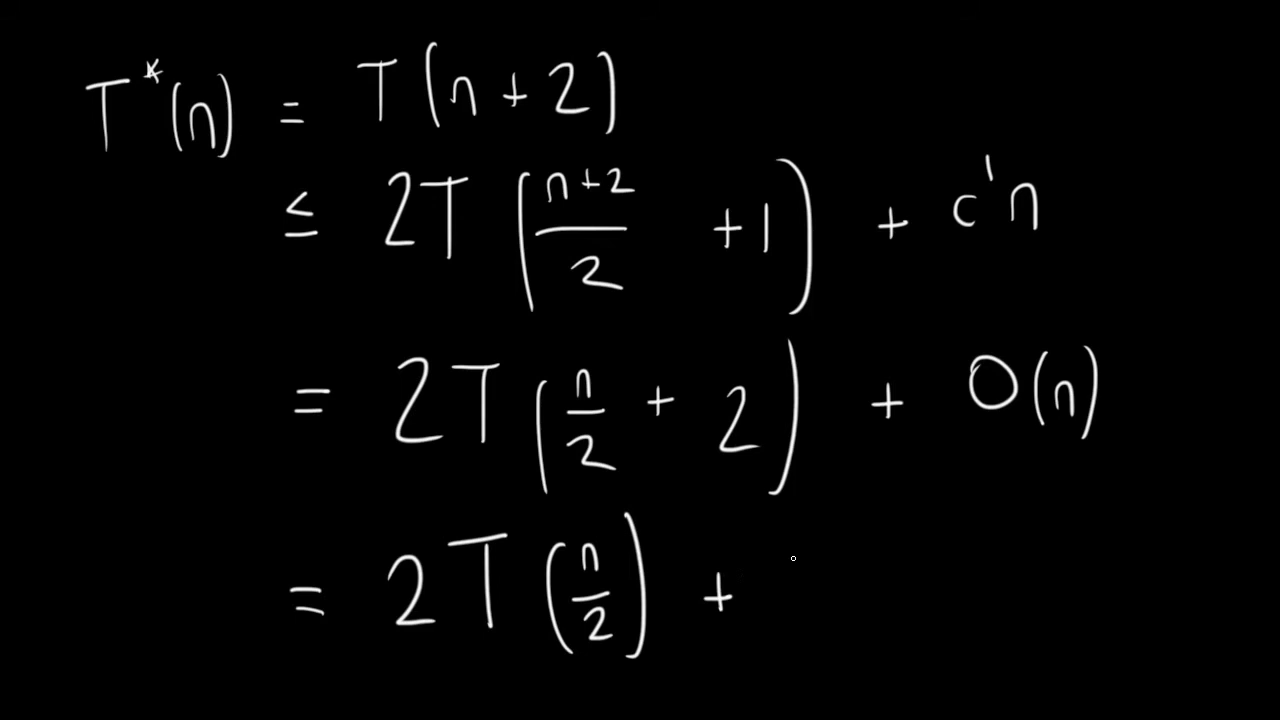 T*(n) = T(n+2)
≤ 2T((n+2)/2 + 1) + c'n
= 2T(n/2 + 2) + O(n)
= 2T(n/2) +